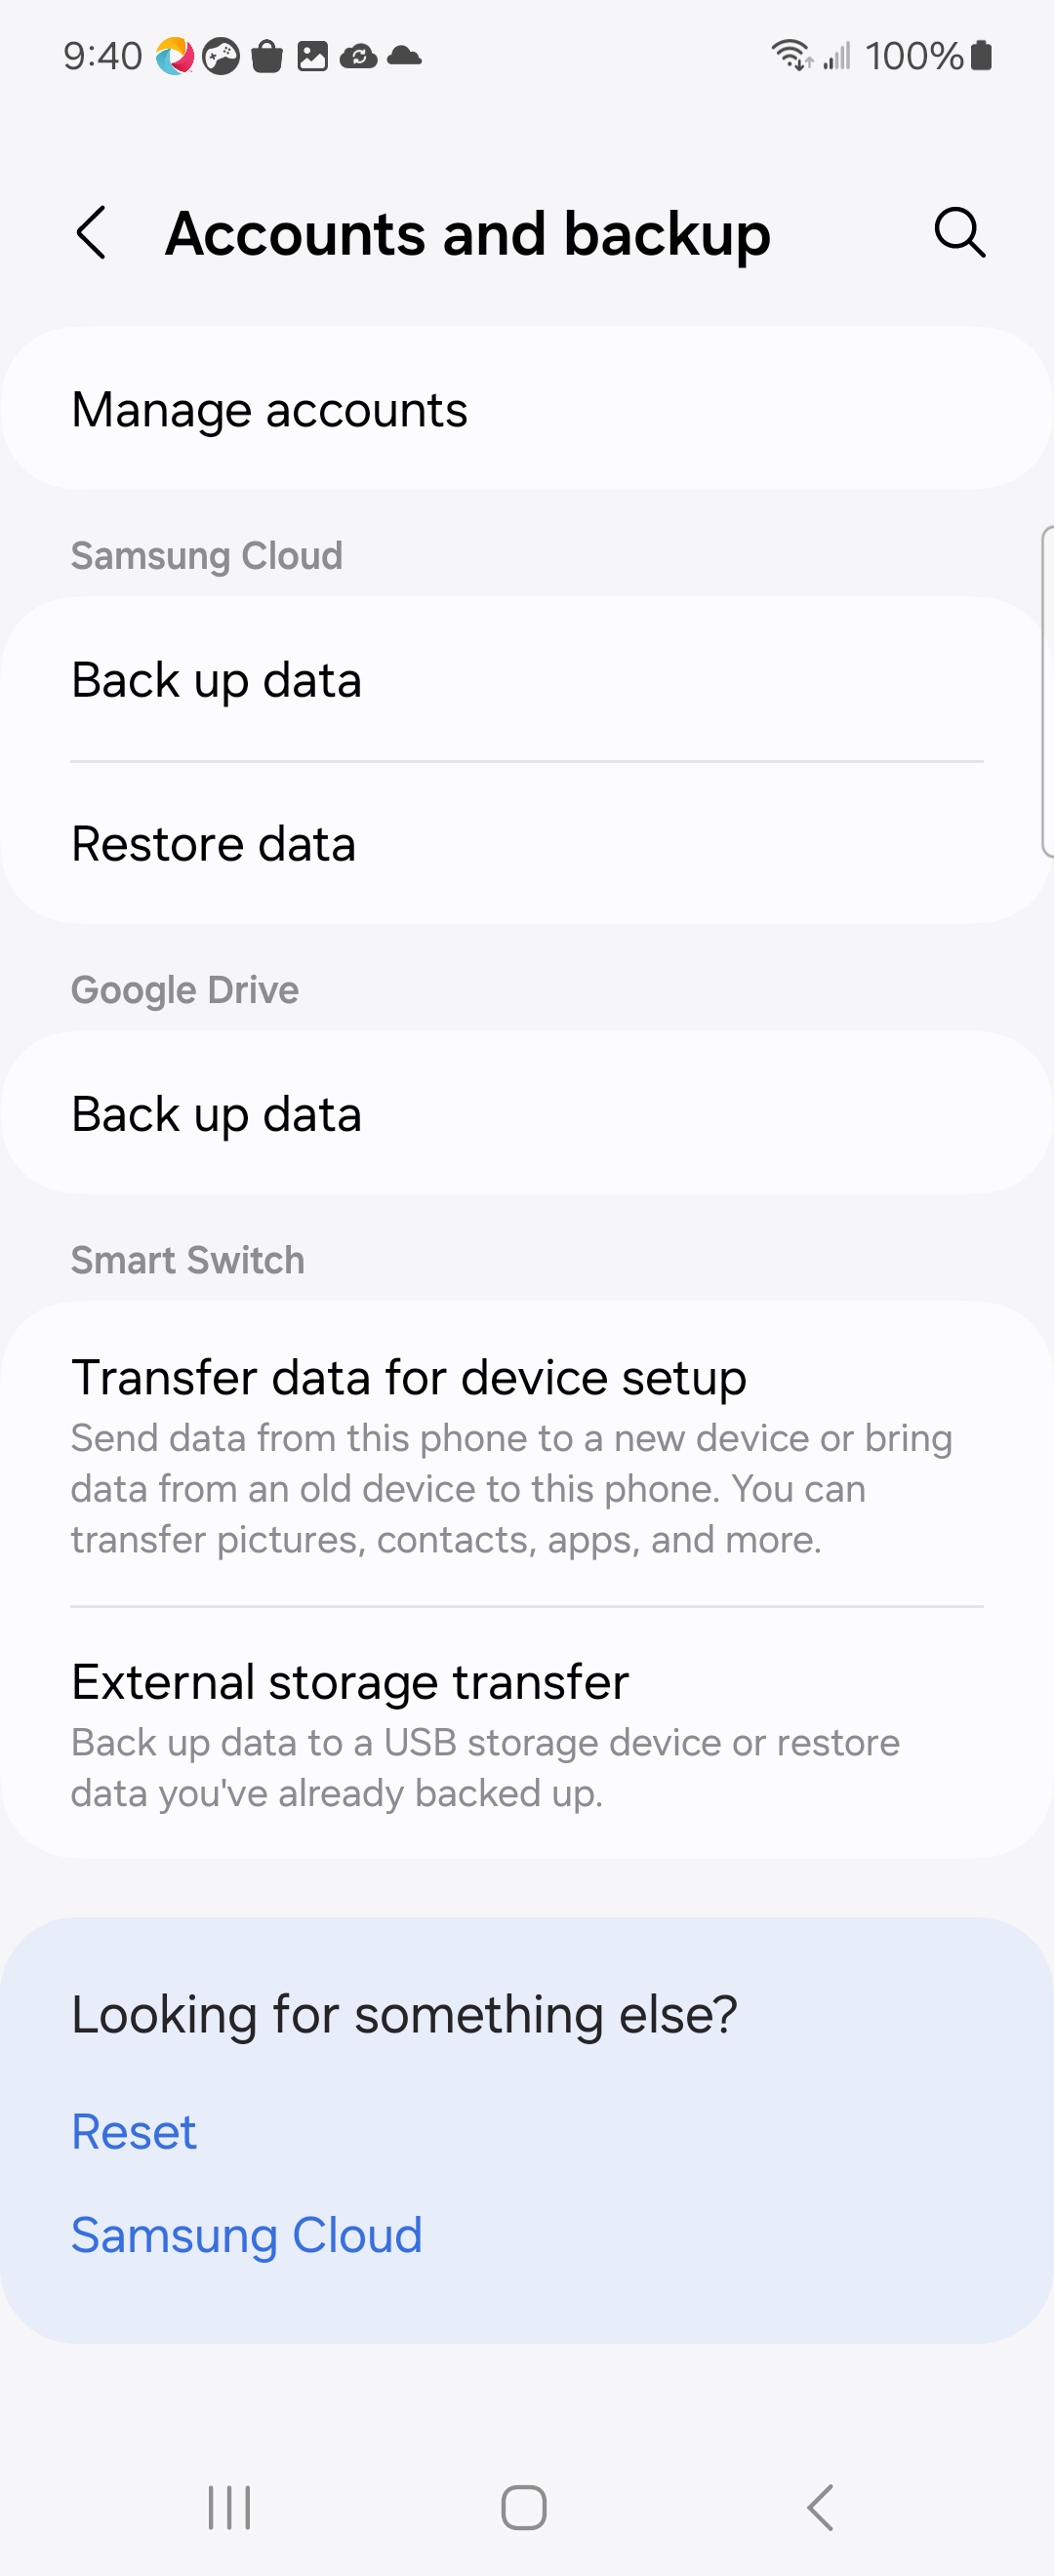 9:40
100%
Accounts and backup
Manage accounts
Samsung Cloud
Back up data
Restore data
Google Drive
Back up data
Smart Switch
Transfer data for device setup
Send data from this phone to a new device or bring
data from an old device to this phone. You can
transfer pictures, contacts, apps, and more.
External storage transfer
Back up data to a USB storage device or restore
data you've already backed up.
Looking for something else?
Reset
Samsung Cloud